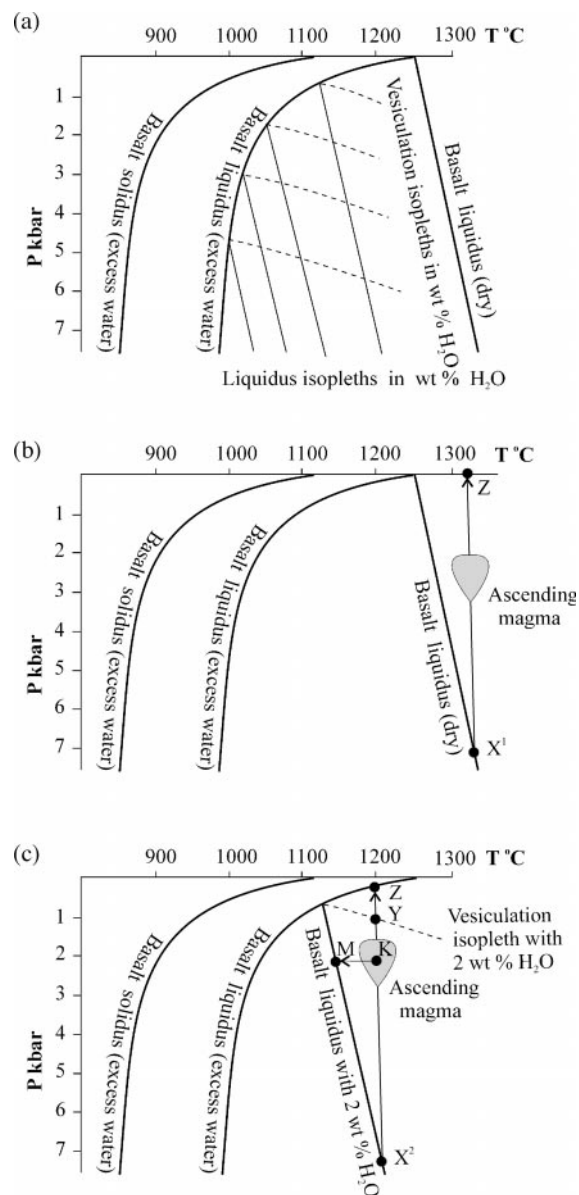 (a)
900 1000 1100 1200 1300 T °C
P kbar
1
2
3
4
5
6
7
Basalt solidus (excess water)
Basalt liquidus (excess water)
Vesiculation isopleths in wt % H₂O
Basalt liquidus (dry)
Liquidus isopleths in wt % H₂O
(b)
900 1000 1100 1200 1300 T °C
P kbar
1
2
3
4
5
6
7
Basalt solidus (excess water)
Basalt liquidus (excess water)
Basalt liquidus (dry)
Z
Ascending
magma
X¹
(c)
900 1000 1100 1200 1300 T °C
P kbar
1
2
3
4
5
6
7
Basalt solidus (excess water)
Basalt liquidus (excess water)
Basalt liquidus with 2 wt % H₂O
Z
Y
Vesiculation
isopleth with
2 wt % H₂O
M K
Ascending
magma
X²